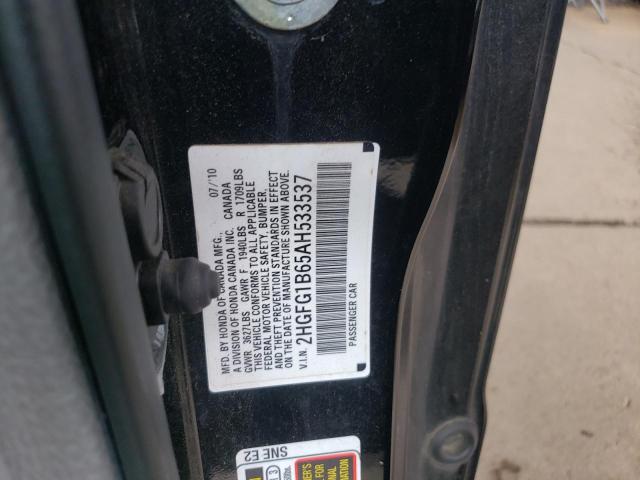 MFD. BY HONDA OF CANADA MFG., 07/'10
A DIVISION OF HONDA CANADA INC. CANADA
GVWR 3627LBS GAWR F 1940LBS R 1709LBS
THIS VEHICLE CONFORMS TO ALL APPLICABLE
FEDERAL MOTOR VEHICLE SAFETY, BUMPER,
AND THEFT PREVENTION STANDARDS IN EFFECT
ON THE DATE OF MANUFACTURE SHOWN ABOVE.
V.I.N. 2HGFG1B65AH533537
PASSENGER CAR
SNE E2
FOR